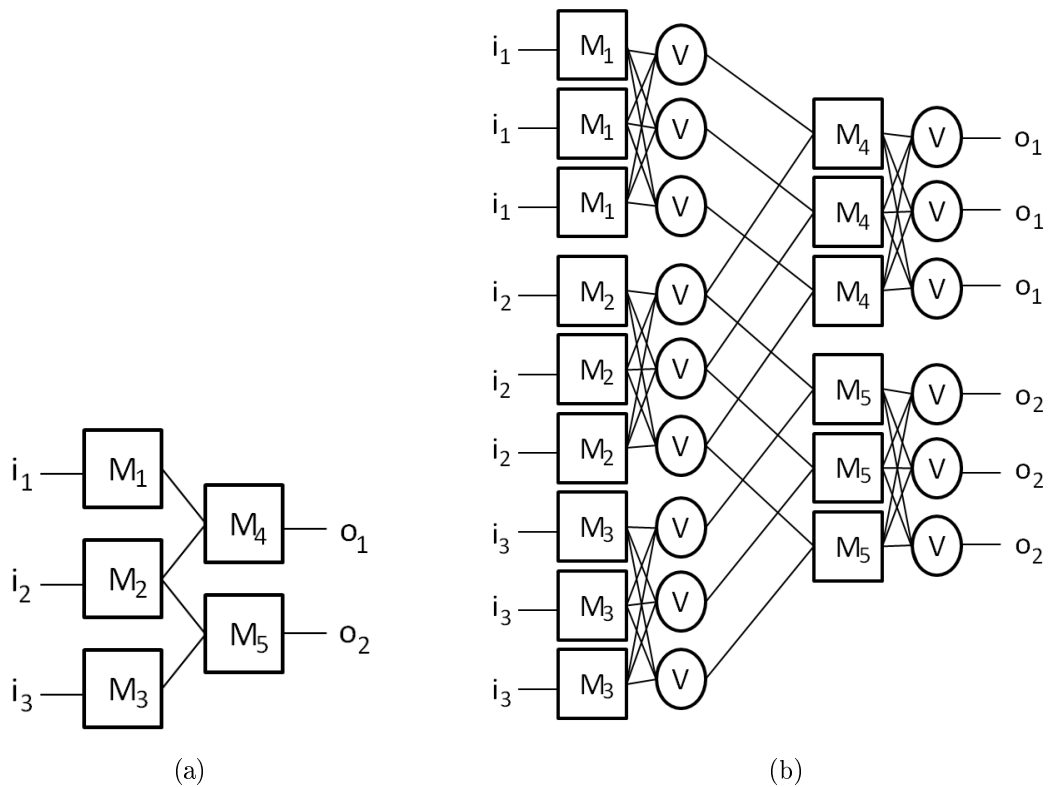 i1 M1 M4 o1
i2 M2 M5 o2
i3 M3
(a)
i1 M1 V
i1 M1 V M4 V o1
i1 M1 V M4 V o1
M4 V o1
i2 M2 V
i2 M2 V M5 V o2
i2 M2 V M5 V o2
i3 M3 V M5 V o2
i3 M3 V
i3 M3 V
(b)